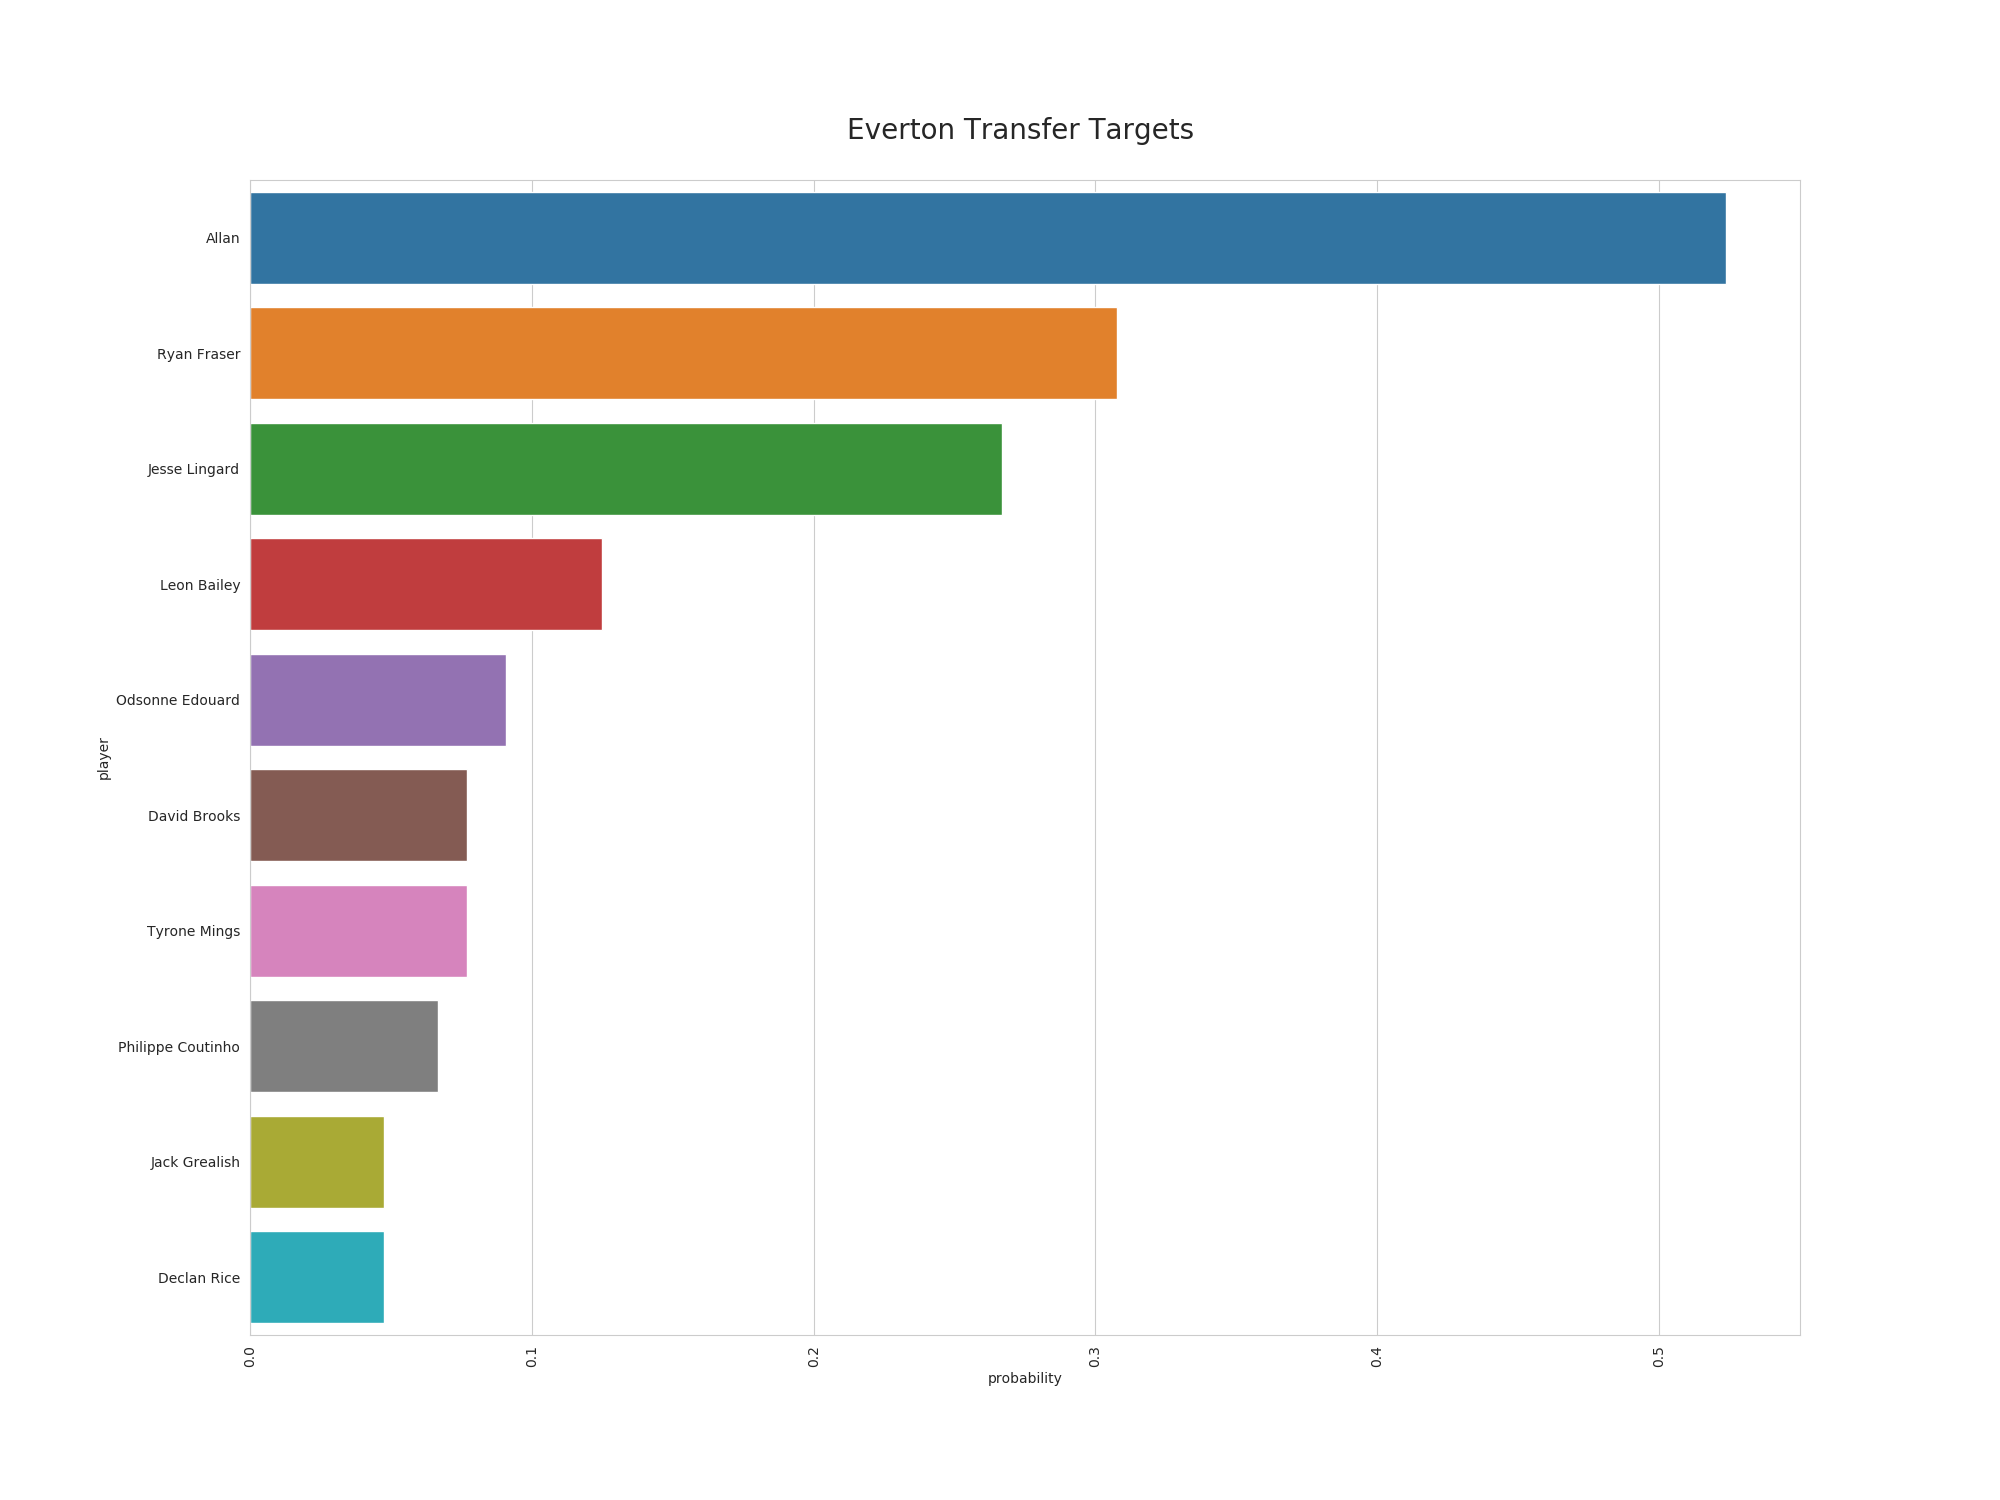 Everton Transfer Targets
Allan
Ryan Fraser
Jesse Lingard
Leon Bailey
Odsonne Edouard
David Brooks
Tyrone Mings
Philippe Coutinho
Jack Grealish
Declan Rice
player
0.0
0.1
0.2
0.3
0.4
0.5
probability